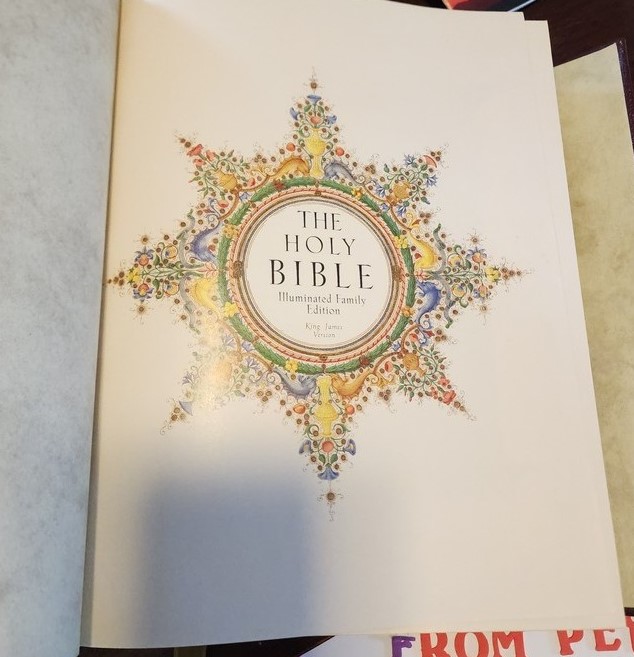 THE
HOLY
BIBLE
Illuminated Family
Edition
King James
Version
FROM PE